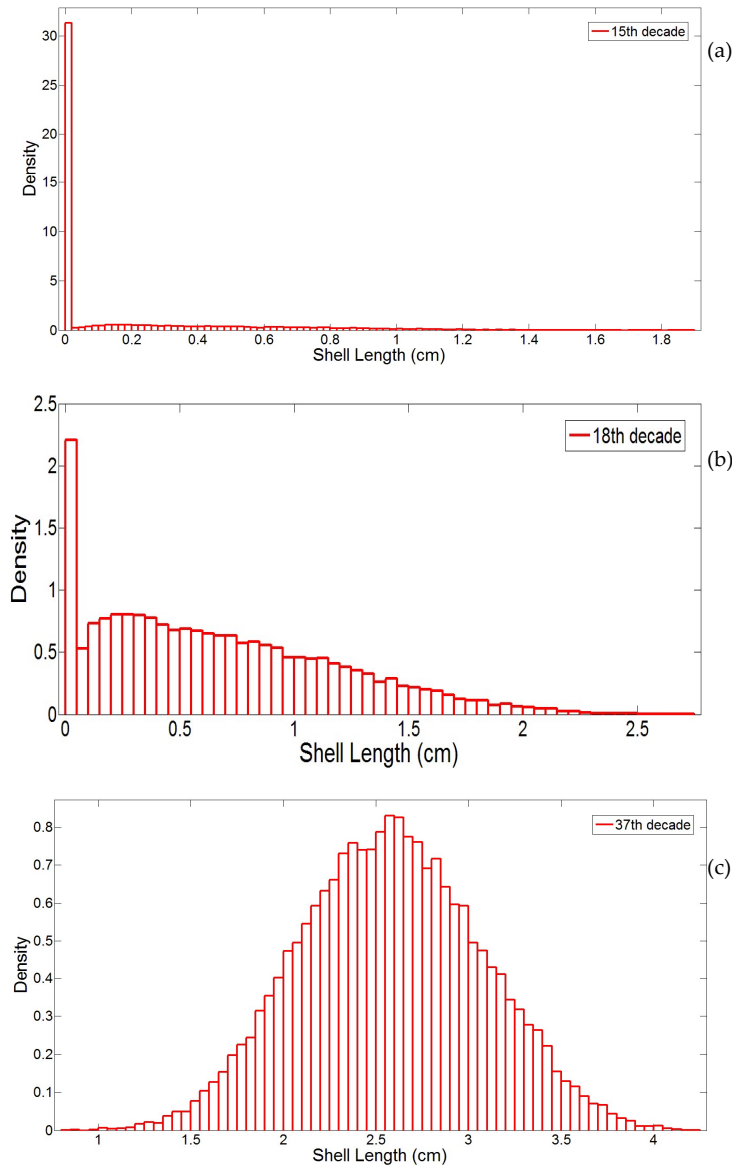 30
25
20
15
10
5
0
Density
15th decade
(a)
0 0.2 0.4 0.6 0.8 1 1.2 1.4 1.6 1.8
Shell Length (cm)
2.5
2
1.5
1
0.5
0
Density
18th decade
(b)
0 0.5 1 1.5 2 2.5
Shell Length (cm)
0.8
0.7
0.6
0.5
0.4
0.3
0.2
0.1
0
Density
37th decade
(c)
1 1.5 2 2.5 3 3.5 4
Shell Length (cm)